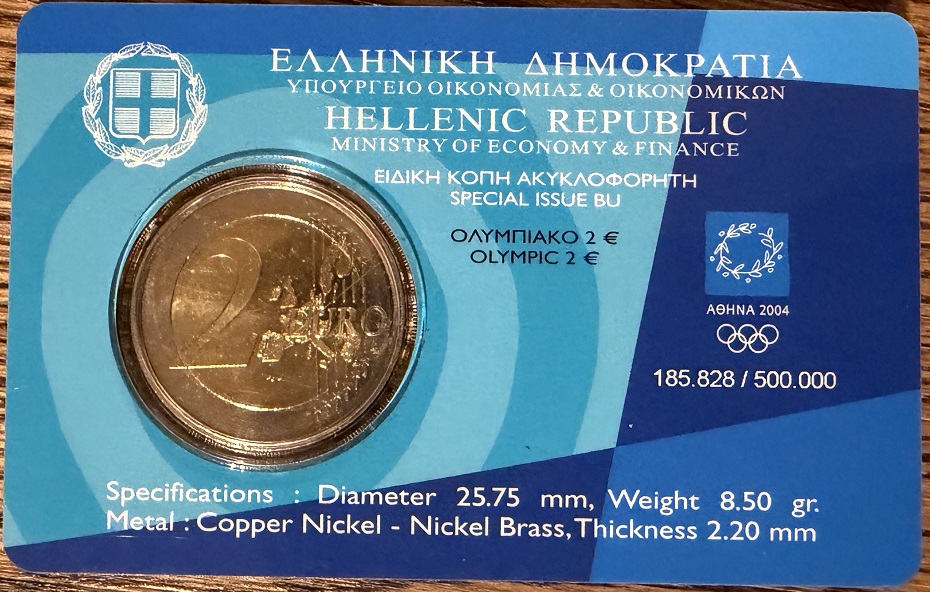 ΕΛΛΗΝΙΚΗ ΔΗΜΟΚΡΑΤΙΑ
ΥΠΟΥΡΓΕΙΟ ΟΙΚΟΝΟΜΙΑΣ & ΟΙΚΟΝΟΜΙΚΩΝ
HELLENIC REPUBLIC
MINISTRY OF ECONOMY & FINANCE
ΕΙΔΙΚΗ ΚΟΠΗ ΑΚΥΚΛΟΦΟΡΗΤΗ
SPECIAL ISSUE BU
ΟΛΥΜΠΙΑΚΟ 2 €
OLYMPIC 2 €
2 EURO
ΑΘΗΝΑ 2004
185.828 / 500.000
Specifications : Diameter 25.75 mm, Weight 8.50 gr.
Metal : Copper Nickel - Nickel Brass, Thickness 2.20 mm